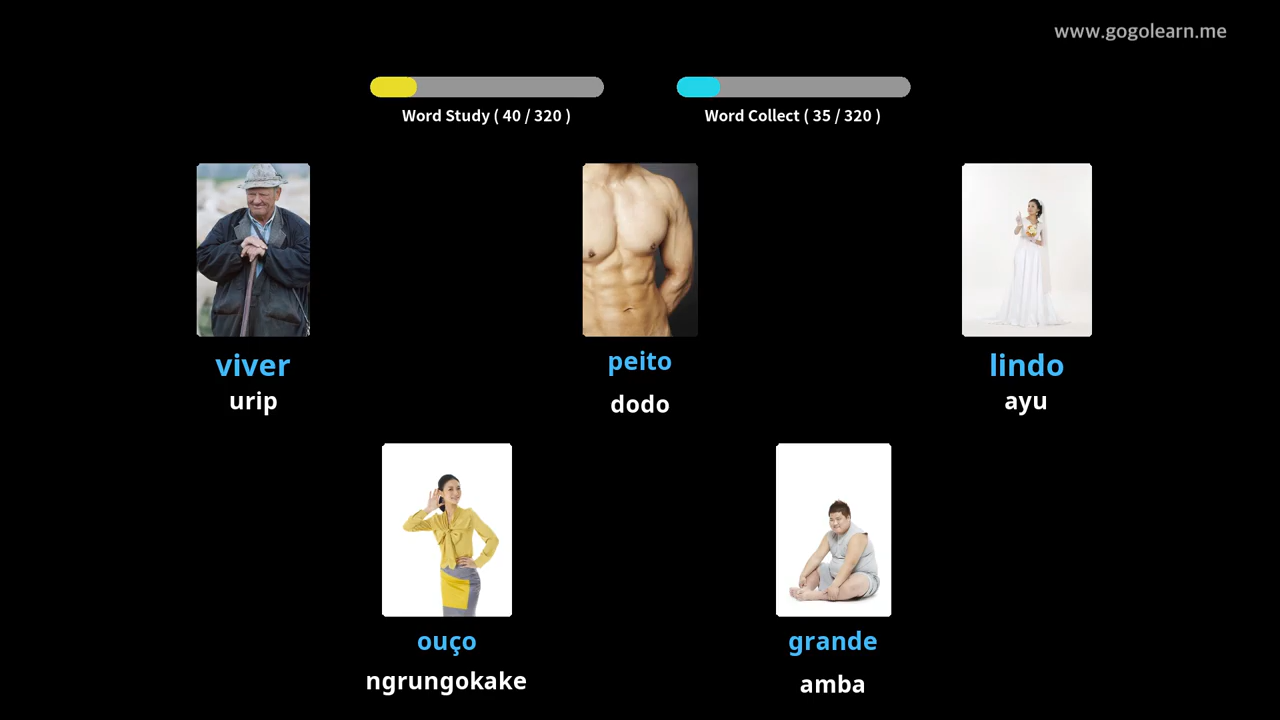 www.gogolearn.me
Word Study ( 40 / 320 )
Word Collect ( 35 / 320 )
viver
urip
peito
dodo
lindo
ayu
ouço
ngrungokake
grande
amba